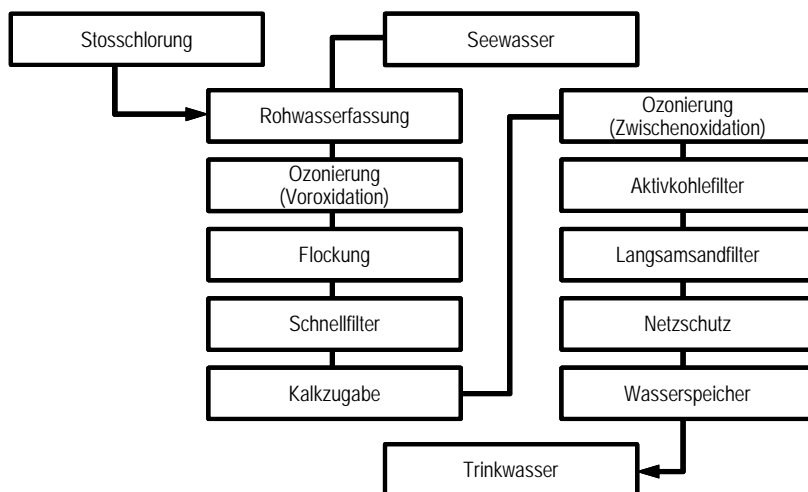 Stosschlorung
Seewasser
Rohwasserfassung
Ozonierung
(Voroxidation)
Flockung
Schnellfilter
Kalkzugabe
Ozonierung
(Zwischenoxidation)
Aktivkohlefilter
Langsamsandfilter
Netzschutz
Wasserspeicher
Trinkwasser